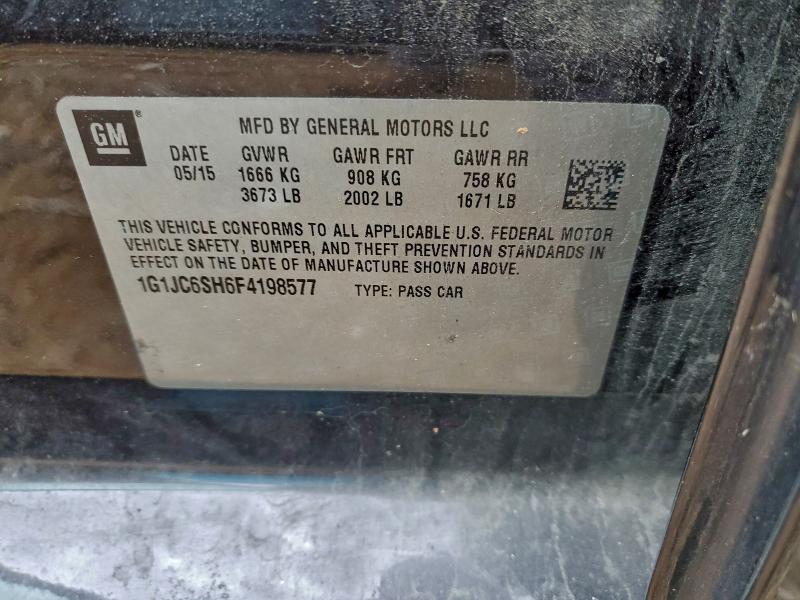 GM® MFD BY GENERAL MOTORS LLC
DATE GVWR GAWR FRT GAWR RR
05/15 1666 KG 908 KG 758 KG
3673 LB 2002 LB 1671 LB
THIS VEHICLE CONFORMS TO ALL APPLICABLE U.S. FEDERAL MOTOR
VEHICLE SAFETY, BUMPER, AND THEFT PREVENTION STANDARDS IN
EFFECT ON THE DATE OF MANUFACTURE SHOWN ABOVE.
1G1JC6SH6F4198577 TYPE: PASS CAR